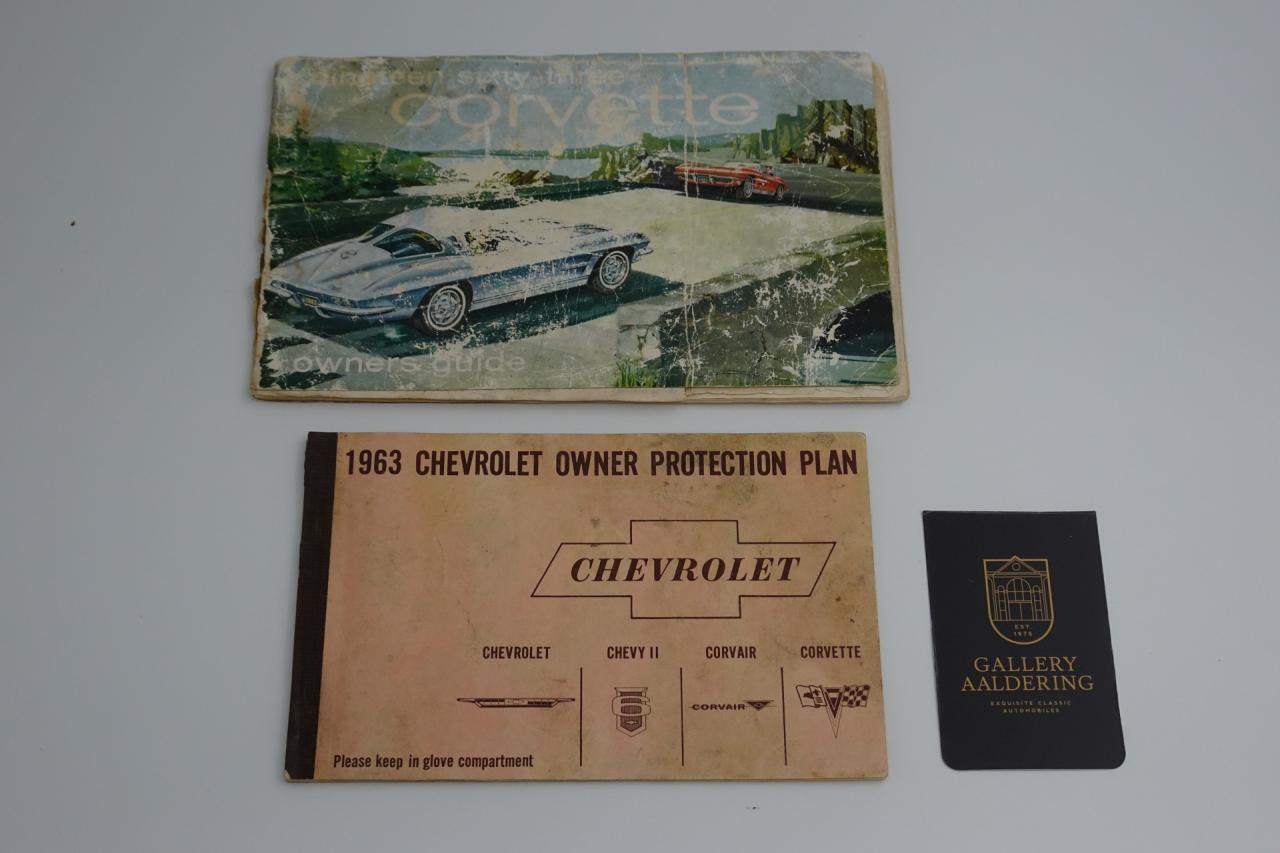 nineteen sixty-three
corvette
owners guide
1963 CHEVROLET OWNER PROTECTION PLAN
CHEVROLET
CHEVROLET CHEVY II CORVAIR CORVETTE
CORVAIR
Please keep in glove compartment
EST.
1975
GALLERY
AALDERING
EXQUISITE CLASSIC
AUTOMOBILES